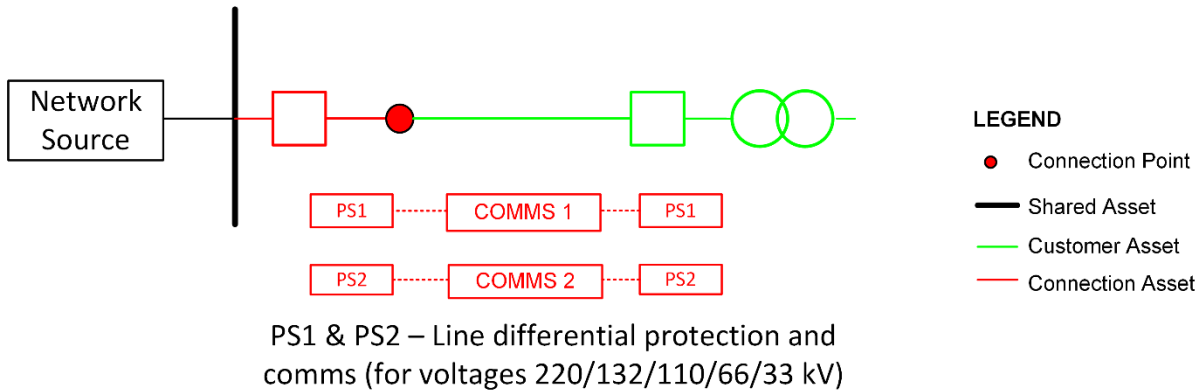 Network
Source
LEGEND
Connection Point
Shared Asset
Customer Asset
Connection Asset
PS1
COMMS 1
PS1
PS2
COMMS 2
PS2
PS1 & PS2 – Line differential protection and
comms (for voltages 220/132/110/66/33 kV)